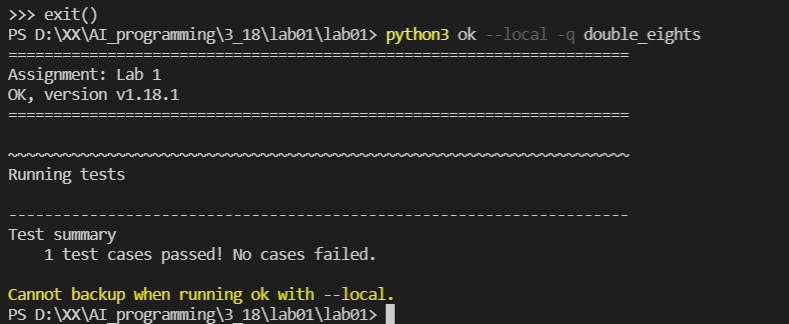 >>> exit()
PS D:\XX\AI_programming\3_18\lab01\lab01> python3 ok --local -q double_eights
=====================================================================
Assignment: Lab 1
OK, version v1.18.1
=====================================================================
~~~~~~~~~~~~~~~~~~~~~~~~~~~~~~~~~~~~~~~~~~~~~~~~~~~~~~~~~~~~~~~~~~~~~
Running tests
---------------------------------------------------------------------
Test summary
    1 test cases passed! No cases failed.
Cannot backup when running ok with --local.
PS D:\XX\AI_programming\3_18\lab01\lab01>